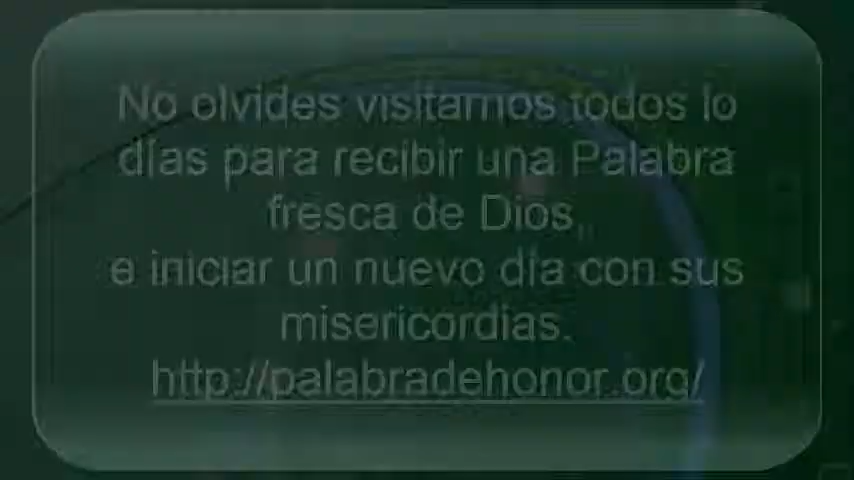 No olvides visitarnos todos lo
días para recibir una Palabra
fresca de Dios,
e iniciar un nuevo día con sus
misericordias.
http://palabradehonor.org/